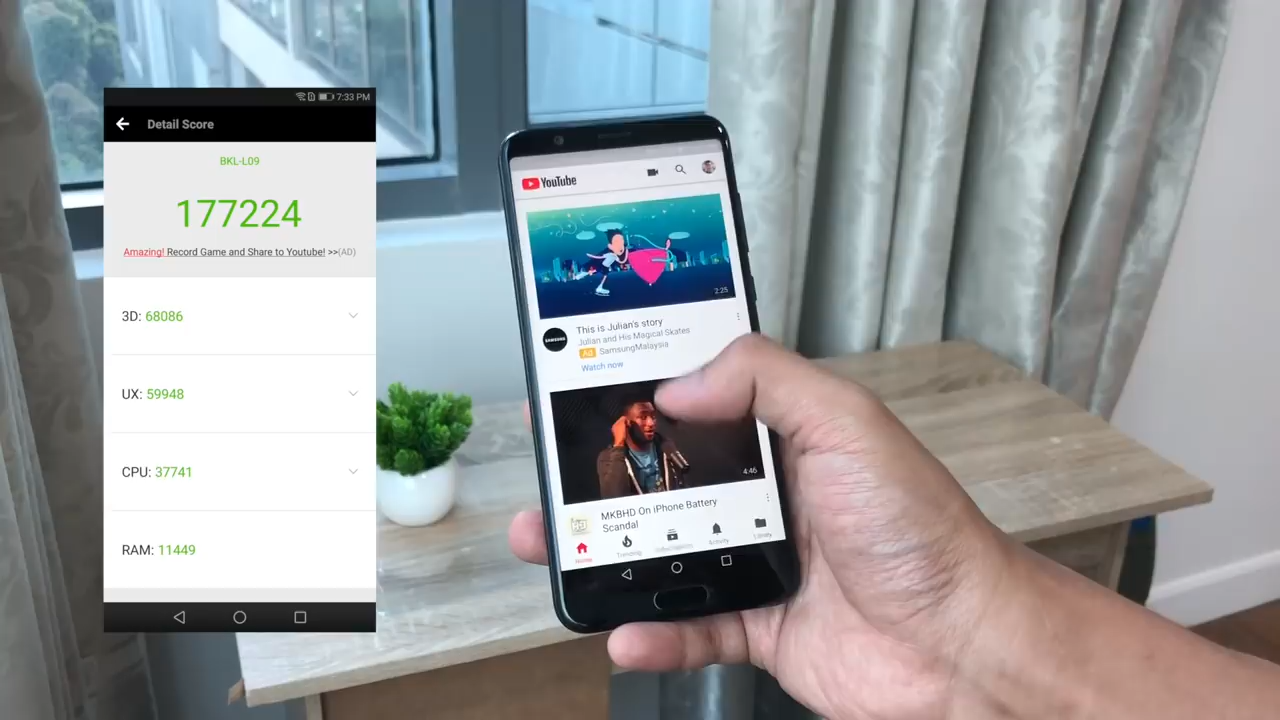 7:33 PM
Detail Score
BKL-L09
177224
Amazing! Record Game and Share to Youtube! >>(AD)
3D: 68086
UX: 59948
CPU: 37741
RAM: 11449
YouTube
2:25
This is Julian's story
Julian and His Magical Skates
Ad SamsungMalaysia
Watch now
4:46
MKBHD On iPhone Battery
Scandal
Home
Trending
Activity
Library